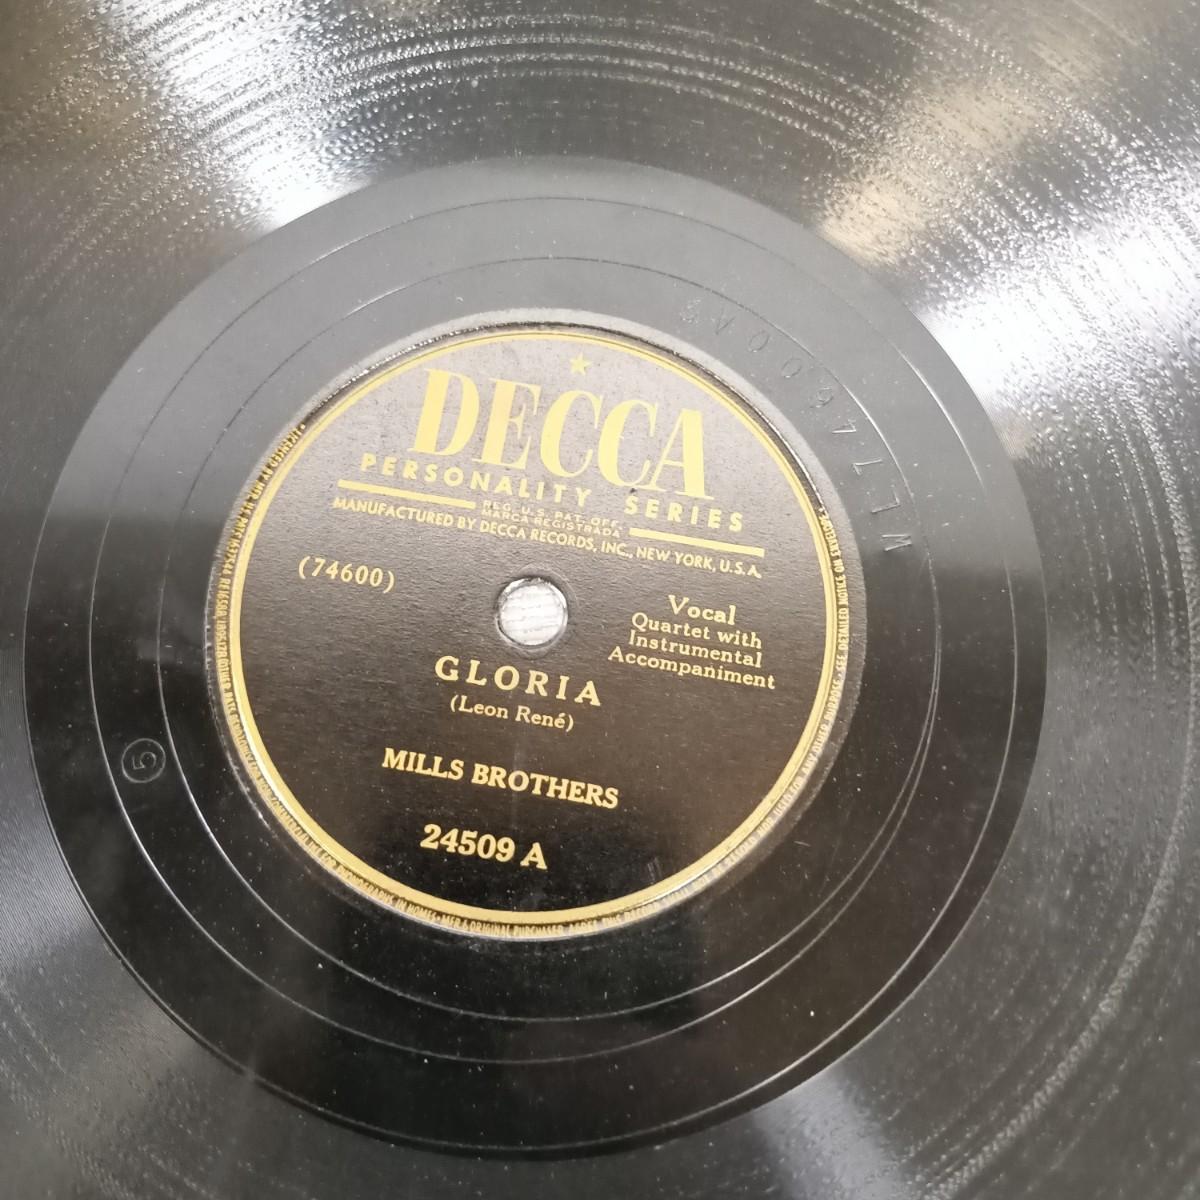 DECCA
PERSONALITY SERIES
REG. U.S. PAT. OFF.
MARCA REGISTRADA
MANUFACTURED BY DECCA RECORDS, INC., NEW YORK, U.S.A.
(74600)
Vocal
Quartet with
Instrumental
Accompaniment
GLORIA
(Leon René)
MILLS BROTHERS
24509 A
5